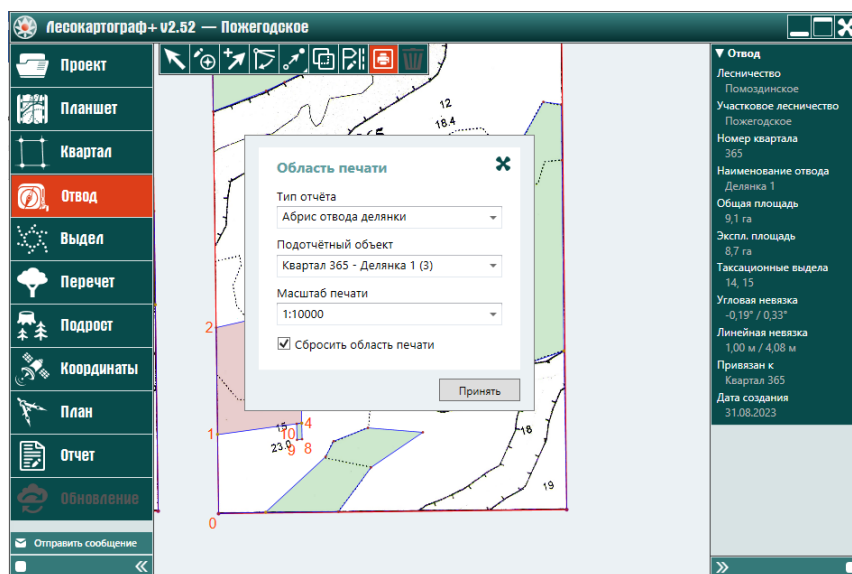 Лесокартограф+ v2.52 — Пожегодское
Проект
Планшет
Квартал
Отвод
Выдел
Перечет
Подрост
Координаты
План
Отчет
Обновление
Отправить сообщение
12
18.4
2
1
0
15
4
10
23.0
9 8
18
19
Область печати
Тип отчёта
Абрис отвода делянки
Подотчётный объект
Квартал 365 - Делянка 1 (3)
Масштаб печати
1:10000
Сбросить область печати
Принять
Отвод
Лесничество
Помоздинское
Участковое лесничество
Пожегодское
Номер квартала
365
Наименование отвода
Делянка 1
Общая площадь
9,1 га
Экспл. площадь
8,7 га
Таксационные выдела
14, 15
Угловая невязка
-0,19° / 0,33°
Линейная невязка
1,00 м / 4,08 м
Привязан к
Квартал 365
Дата создания
31.08.2023